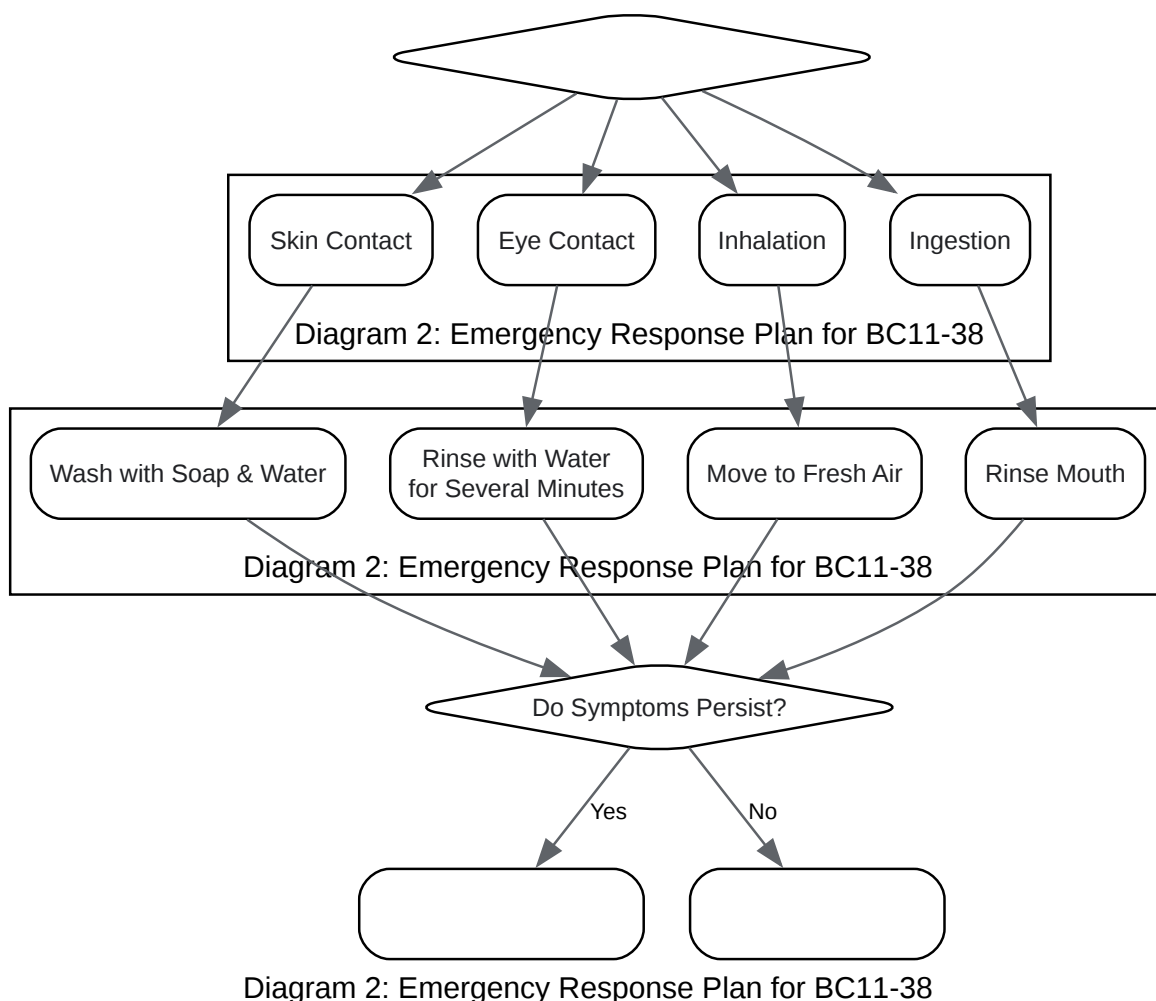 Skin Contact
Eye Contact
Inhalation
Ingestion
Diagram 2: Emergency Response Plan for BC11-38
Wash with Soap & Water
Rinse with Water
for Several Minutes
Move to Fresh Air
Rinse Mouth
Diagram 2: Emergency Response Plan for BC11-38
Do Symptoms Persist?
Yes
No
Diagram 2: Emergency Response Plan for BC11-38